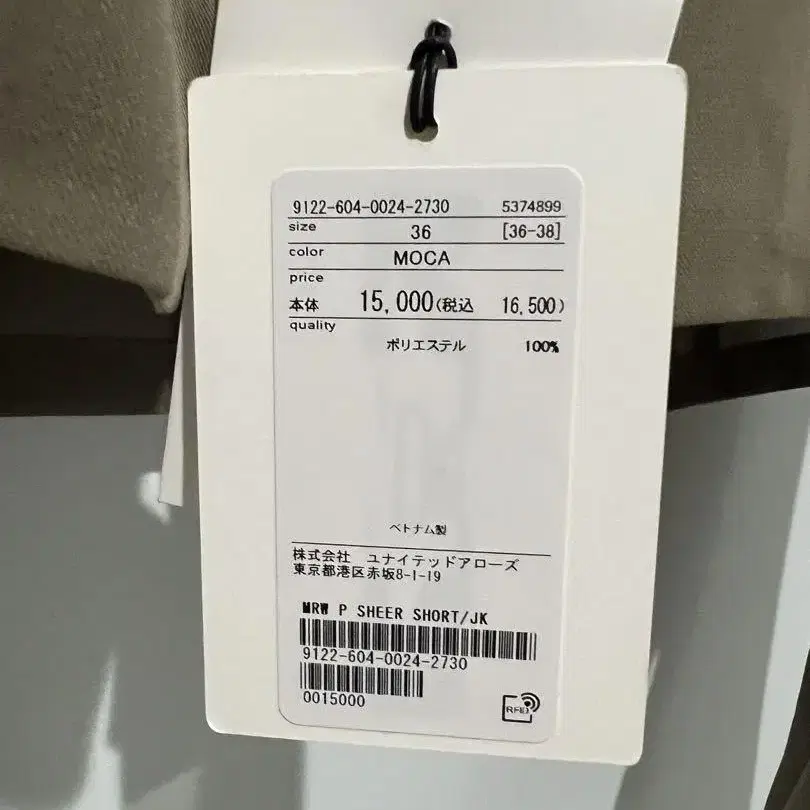 9122-604-0024-2730 5374899
size 36 [36-38]
color MOCA
price
本体 15,000(税込 16,500)
quality
ポリエステル 100%
ベトナム製
株式会社 ユナイテッドアローズ
東京都港区赤坂8-1-19
MRW P SHEER SHORT/JK
9122-604-0024-2730
0015000
RFID